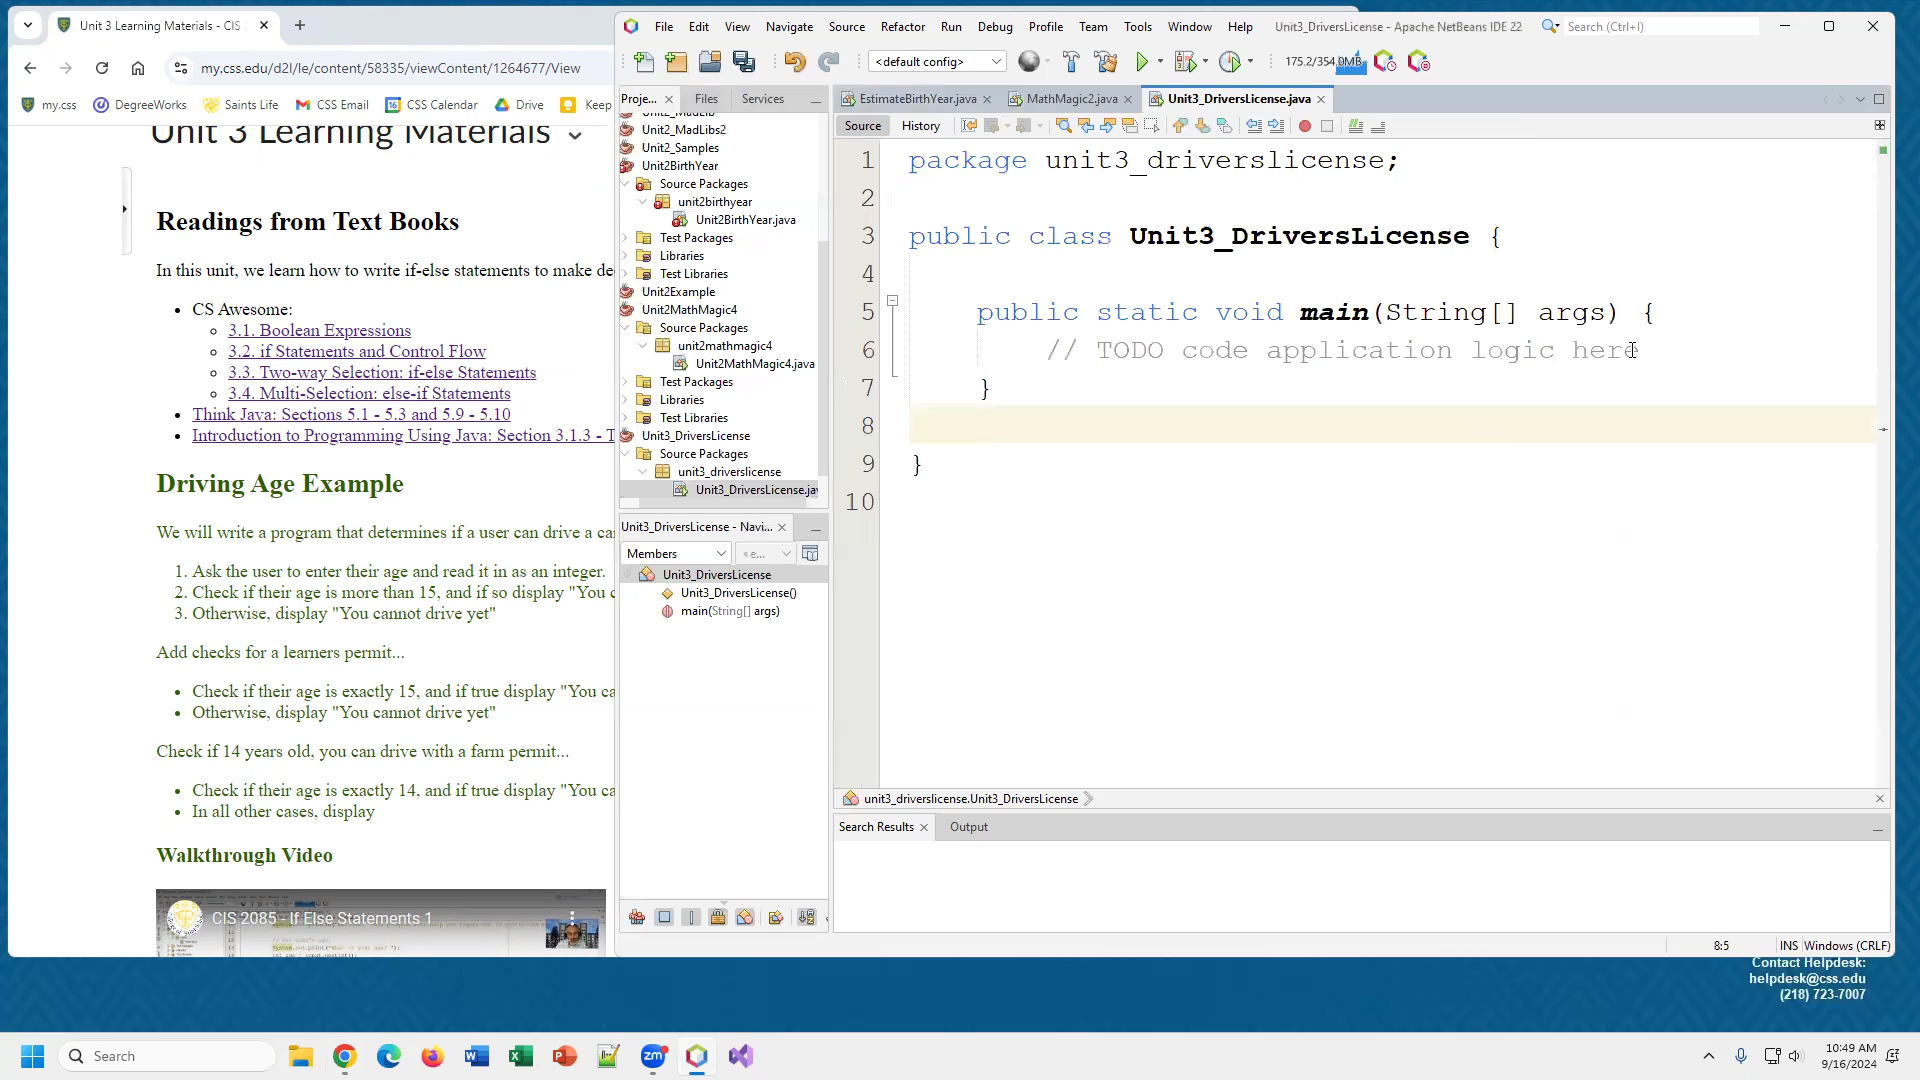 Unit 3 Learning Materials - CIS
File Edit View Navigate Source Refactor Run Debug Profile Team Tools Window Help Unit3_DriversLicense - Apache NetBeans IDE 22 Search (Ctrl+I)
my.css.edu/d2l/le/content/58335/viewContent/1264677/View
<default config>
175.2/354.0MB
my.css DegreeWorks Saints Life CSS Email CSS Calendar Drive Keep
Proje... Files Services
EstimateBirthYear.java MathMagic2.java Unit3_DriversLicense.java
Source History
Unit 3 Learning Materials
Readings from Text Books
In this unit, we learn how to write if-else statements to make de
CS Awesome:
3.1. Boolean Expressions
3.2. if Statements and Control Flow
3.3. Two-way Selection: if-else Statements
3.4. Multi-Selection: else-if Statements
Think Java: Sections 5.1 - 5.3 and 5.9 - 5.10
Introduction to Programming Using Java: Section 3.1.3 - T
Driving Age Example
We will write a program that determines if a user can drive a ca
1. Ask the user to enter their age and read it in as an integer.
2. Check if their age is more than 15, and if so display "You c
3. Otherwise, display "You cannot drive yet"
Add checks for a learners permit...
Check if their age is exactly 15, and if true display "You ca
Otherwise, display "You cannot drive yet"
Check if 14 years old, you can drive with a farm permit...
Check if their age is exactly 14, and if true display "You ca
In all other cases, display
Walkthrough Video
CIS 2085 - If Else Statements 1
Unit2_MadLib
Unit2_MadLibs2
Unit2_Samples
Unit2BirthYear
Source Packages
unit2birthyear
Unit2BirthYear.java
Test Packages
Libraries
Test Libraries
Unit2Example
Unit2MathMagic4
Source Packages
unit2mathmagic4
Unit2MathMagic4.java
Test Packages
Libraries
Test Libraries
Unit3_DriversLicense
Source Packages
unit3_driverslicense
Unit3_DriversLicense.jav
Unit3_DriversLicense - Navi...
Members <e...
Unit3_DriversLicense
Unit3_DriversLicense()
main(String[] args)
1 package unit3_driverslicense;
2
3 public class Unit3_DriversLicense {
4
5 public static void main(String[] args) {
6 // TODO code application logic here
7 }
8
9 }
10
unit3_driverslicense.Unit3_DriversLicense
Search Results Output
8:5 INS Windows (CRLF)
Contact Helpdesk:
helpdesk@css.edu
(218) 723-7007
Search
10:49 AM
9/16/2024